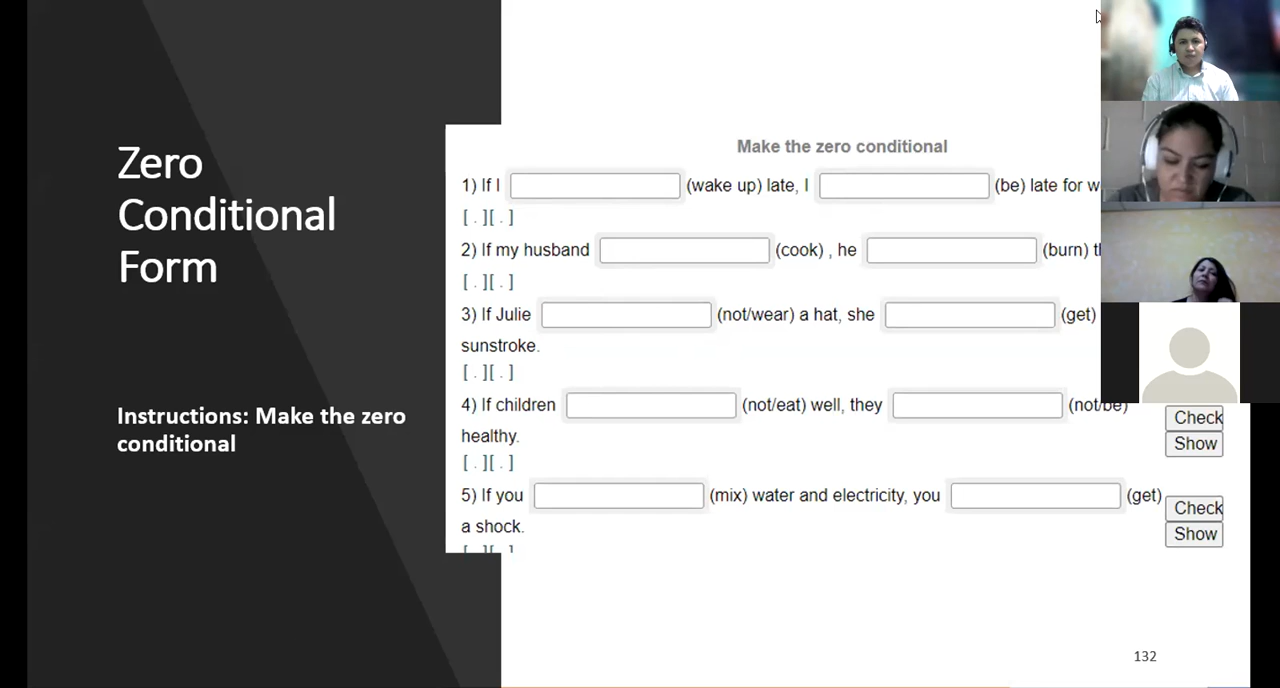 Zero
Conditional
Form
Instructions: Make the zero
conditional
Make the zero conditional
1) If I (wake up) late, I (be) late for
[ . ][ . ]
2) If my husband (cook) , he (burn)
[ . ][ . ]
3) If Julie (not/wear) a hat, she (get)
sunstroke.
[ . ][ . ]
4) If children (not/eat) well, they (not/be)
healthy.
[ . ][ . ]
Check
Show
5) If you (mix) water and electricity, you (get)
a shock.
[ . ][ . ]
Check
Show
132